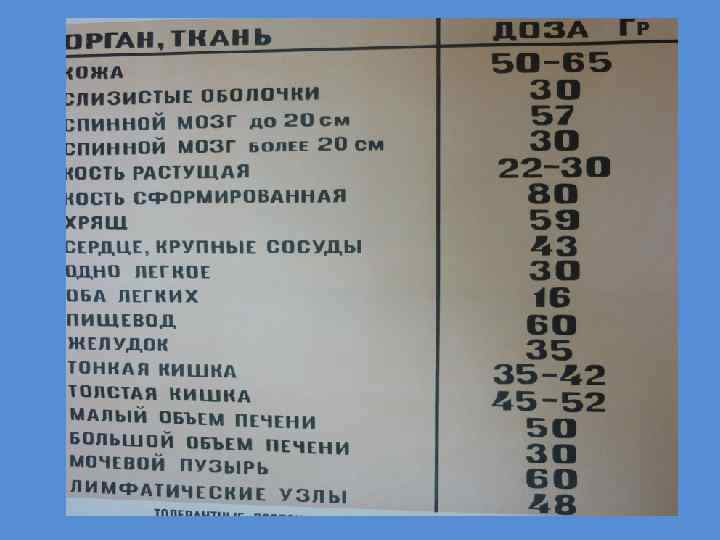 ОРГАН, ТКАНЬ ДОЗА Гр
КОЖА 50-65
СЛИЗИСТЫЕ ОБОЛОЧКИ 30
СПИННОЙ МОЗГ до 20 см 57
СПИННОЙ МОЗГ БОЛЕЕ 20 см 30
КОСТЬ РАСТУЩАЯ 22-30
КОСТЬ СФОРМИРОВАННАЯ 80
ХРЯЩ 59
СЕРДЦЕ, КРУПНЫЕ СОСУДЫ 43
ОДНО ЛЕГКОЕ 30
ОБА ЛЕГКИХ 16
ПИЩЕВОД 60
ЖЕЛУДОК 35
ТОНКАЯ КИШКА 35-42
ТОЛСТАЯ КИШКА 45-52
МАЛЫЙ ОБЪЕМ ПЕЧЕНИ 50
БОЛЬШОЙ ОБЪЕМ ПЕЧЕНИ 30
МОЧЕВОЙ ПУЗЫРЬ 60
ЛИМФАТИЧЕСКИЕ УЗЛЫ 48